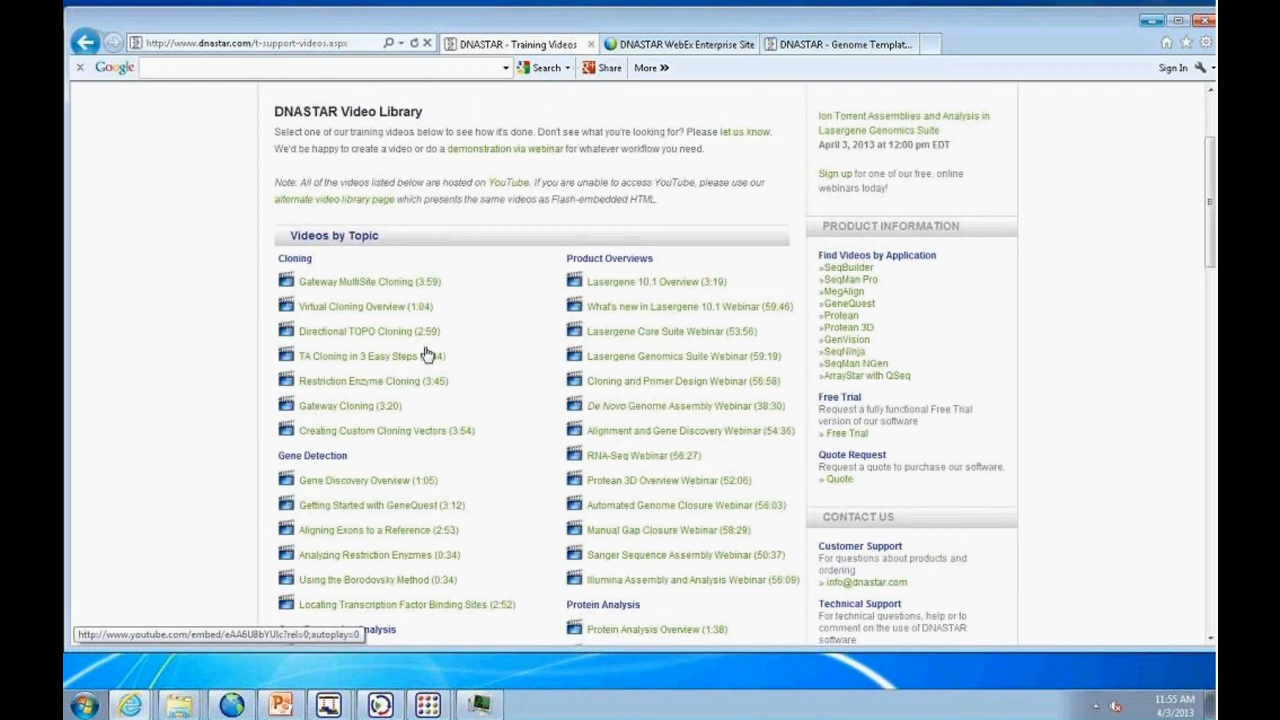 http://www.dnastar.com/t-support-videos.aspx
DNASTAR - Training Videos
DNASTAR WebEx Enterprise Site
DNASTAR - Genome Templat...
Google
Search
Share
More »
Sign In
DNASTAR Video Library
Select one of our training videos below to see how it's done. Don't see what you're looking for? Please let us know.
We'd be happy to create a video or do a demonstration via webinar for whatever workflow you need.
Note: All of the videos listed below are hosted on YouTube. If you are unable to access YouTube, please use our
alternate video library page which presents the same videos as Flash-embedded HTML.
Videos by Topic
Cloning
Gateway MultiSite Cloning (3:59)
Virtual Cloning Overview (1:04)
Directional TOPO Cloning (2:59)
TA Cloning in 3 Easy Steps
Restriction Enzyme Cloning (3:45)
Gateway Cloning (3:20)
Creating Custom Cloning Vectors (3:54)
Gene Detection
Gene Discovery Overview (1:05)
Getting Started with GeneQuest (3:12)
Aligning Exons to a Reference (2:53)
Analyzing Restriction Enyzmes (0:34)
Using the Borodovsky Method (0:34)
Locating Transcription Factor Binding Sites (2:52)
Analysis
http://www.youtube.com/embed/eAA6U8bYUIc?rel=0;autoplay=0
Product Overviews
Lasergene 10.1 Overview (3:19)
What's new in Lasergene 10.1 Webinar (59:46)
Lasergene Core Suite Webinar (53:56)
Lasergene Genomics Suite Webinar (59:19)
Cloning and Primer Design Webinar (56:58)
De Novo Genome Assembly Webinar (38:30)
Alignment and Gene Discovery Webinar (54:36)
RNA-Seq Webinar (56:27)
Protean 3D Overview Webinar (52:06)
Automated Genome Closure Webinar (56:03)
Manual Gap Closure Webinar (58:29)
Sanger Sequence Assembly Webinar (50:37)
Illumina Assembly and Analysis Webinar (56:09)
Protein Analysis
Protein Analysis Overview (1:38)
Ion Torrent Assemblies and Analysis in
Lasergene Genomics Suite
April 3, 2013 at 12:00 pm EDT
Sign up for one of our free, online
webinars today!
PRODUCT INFORMATION
Find Videos by Application
»SeqBuilder
»SeqMan Pro
»MegAlign
»GeneQuest
»Protean
»Protean 3D
»GenVision
»SeqNinja
»SeqMan NGen
»ArrayStar with QSeq
Free Trial
Request a fully functional Free Trial
version of our software
» Free Trial
Quote Request
Request a quote to purchase our software.
» Quote
CONTACT US
Customer Support
For questions about products and
ordering
» info@dnastar.com
Technical Support
For technical questions, help or to
comment on the use of DNASTAR
software
11:55 AM
4/3/2013